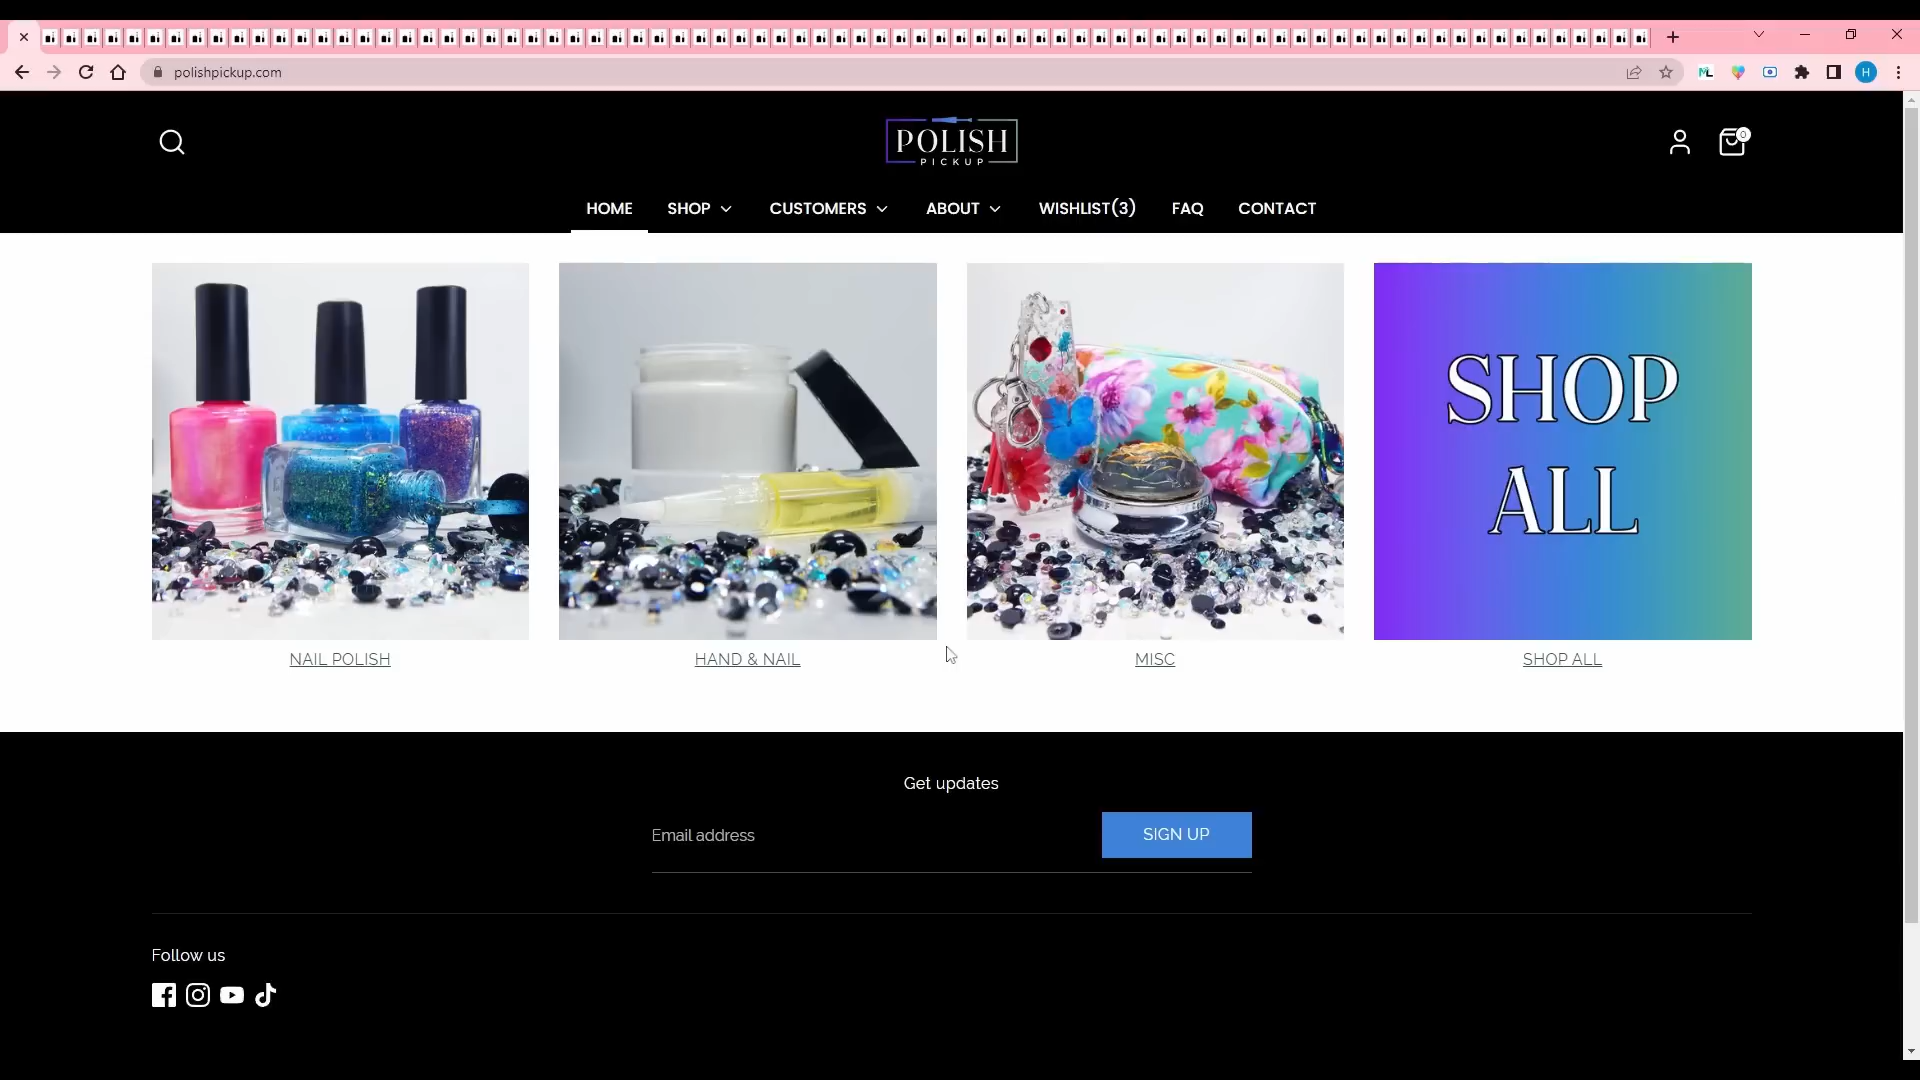 polishpickup.com
H
POLISH
PICKUP
0
HOME
SHOP
CUSTOMERS
ABOUT
WISHLIST(3)
FAQ
CONTACT
SHOP
ALL
NAIL POLISH
HAND & NAIL
MISC
SHOP ALL
Get updates
Email address
SIGN UP
Follow us